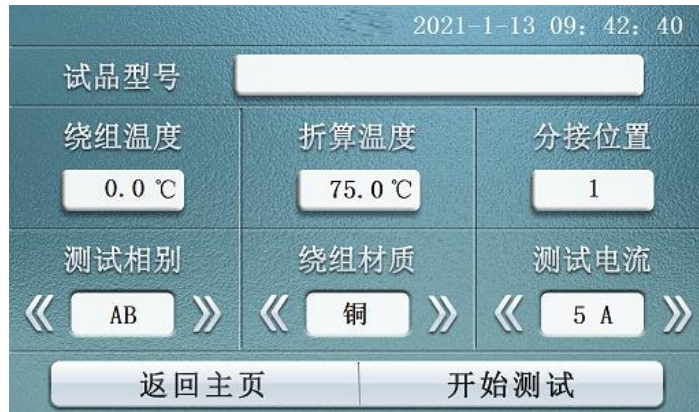 2021-1-13 09：42：40
试品型号
绕组温度 折算温度 分接位置
0.0 ℃ 75.0 ℃ 1
测试相别 绕组材质 测试电流
《 AB 》 《 铜 》 《 5 A 》
返回主页 开始测试